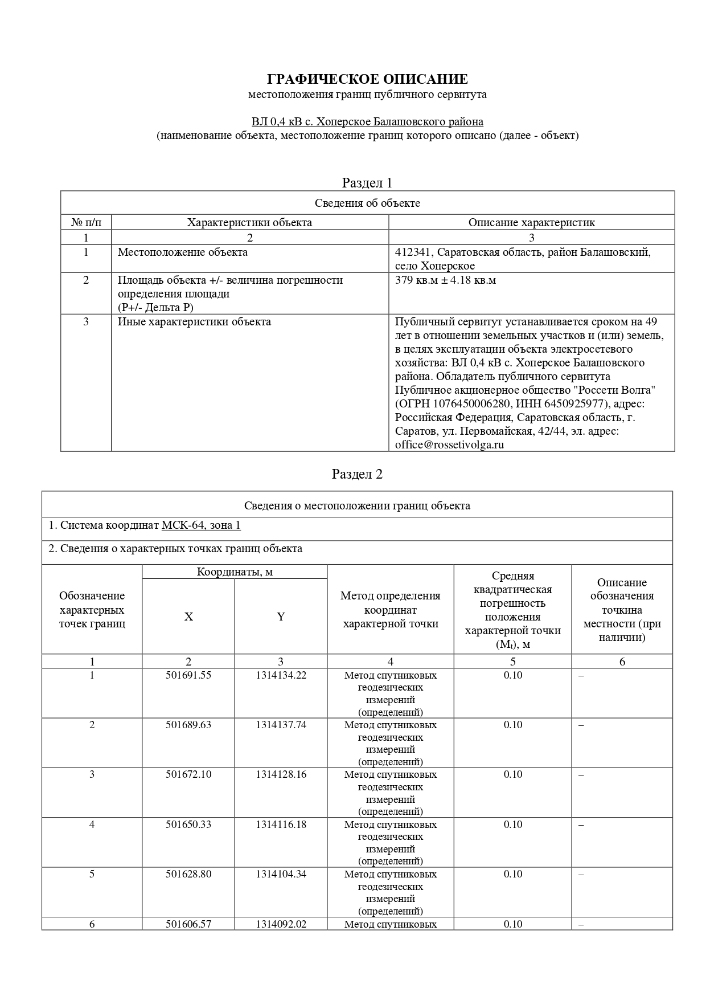 ГРАФИЧЕСКОЕ ОПИСАНИЕ
местоположения границ публичного сервитута
ВЛ 0,4 кВ с. Хоперское Балашовского района
(наименование объекта, местоположение границ которого описано (далее - объект)
Раздел 1
Сведения об объекте
№ п/п Характеристики объекта Описание характеристик
1 2 3
1 Местоположение объекта 412341, Саратовская область, район Балашовский,
село Хоперское
2 Площадь объекта +/- величина погрешности 379 кв.м ± 4.18 кв.м
определения площади
(P+/- Дельта P)
3 Иные характеристики объекта Публичный сервитут устанавливается сроком на 49
лет в отношении земельных участков и (или) земель,
в целях эксплуатации объекта электросетевого
хозяйства: ВЛ 0,4 кВ с. Хоперское Балашовского
района. Обладатель публичного сервитута
Публичное акционерное общество "Россети Волга"
(ОГРН 1076450006280, ИНН 6450925977), адрес:
Российская Федерация, Саратовская область, г.
Саратов, ул. Первомайская, 42/44, эл. адрес:
office@rossetivolga.ru
Раздел 2
Сведения о местоположении границ объекта
1. Система координат МСК-64, зона 1
2. Сведения о характерных точках границ объекта
Обозначение
характерных
точек границ
Координаты, м
X Y
Метод определения
координат
характерной точки
Средняя
квадратическая
погрешность
положения
характерной точки
(Mt), м
Описание
обозначения
точкина
местности (при
наличии)
1 2 3 4 5 6
1 501691.55 1314134.22 Метод спутниковых 0.10 –
геодезических
измерений
(определений)
2 501689.63 1314137.74 Метод спутниковых 0.10 –
геодезических
измерений
(определений)
3 501672.10 1314128.16 Метод спутниковых 0.10 –
геодезических
измерений
(определений)
4 501650.33 1314116.18 Метод спутниковых 0.10 –
геодезических
измерений
(определений)
5 501628.80 1314104.34 Метод спутниковых 0.10 –
геодезических
измерений
(определений)
6 501606.57 1314092.02 Метод спутниковых 0.10 –